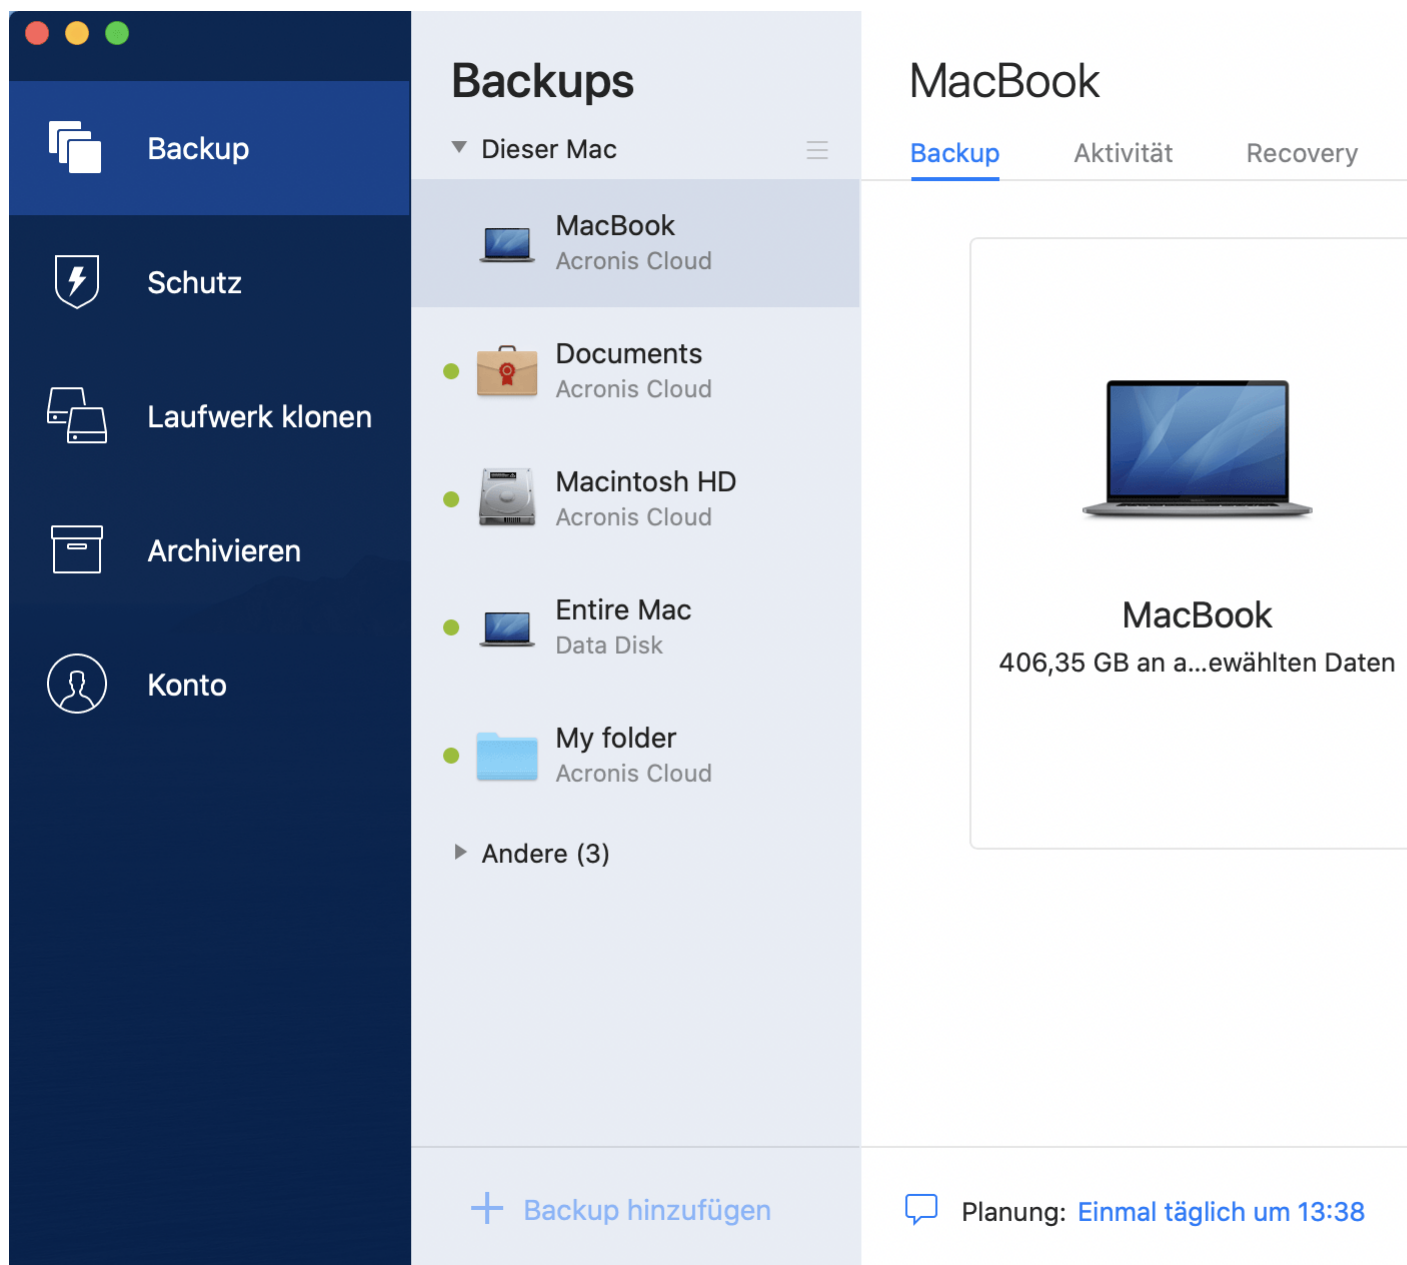 Backup
Schutz
Laufwerk klonen
Archivieren
Konto
Backups
Dieser Mac
MacBook
Acronis Cloud
Documents
Acronis Cloud
Macintosh HD
Acronis Cloud
Entire Mac
Data Disk
My folder
Acronis Cloud
Andere (3)
Backup hinzufügen
MacBook
Backup Aktivität Recovery
MacBook
406,35 GB an a...ewählten Daten
Planung: Einmal täglich um 13:38